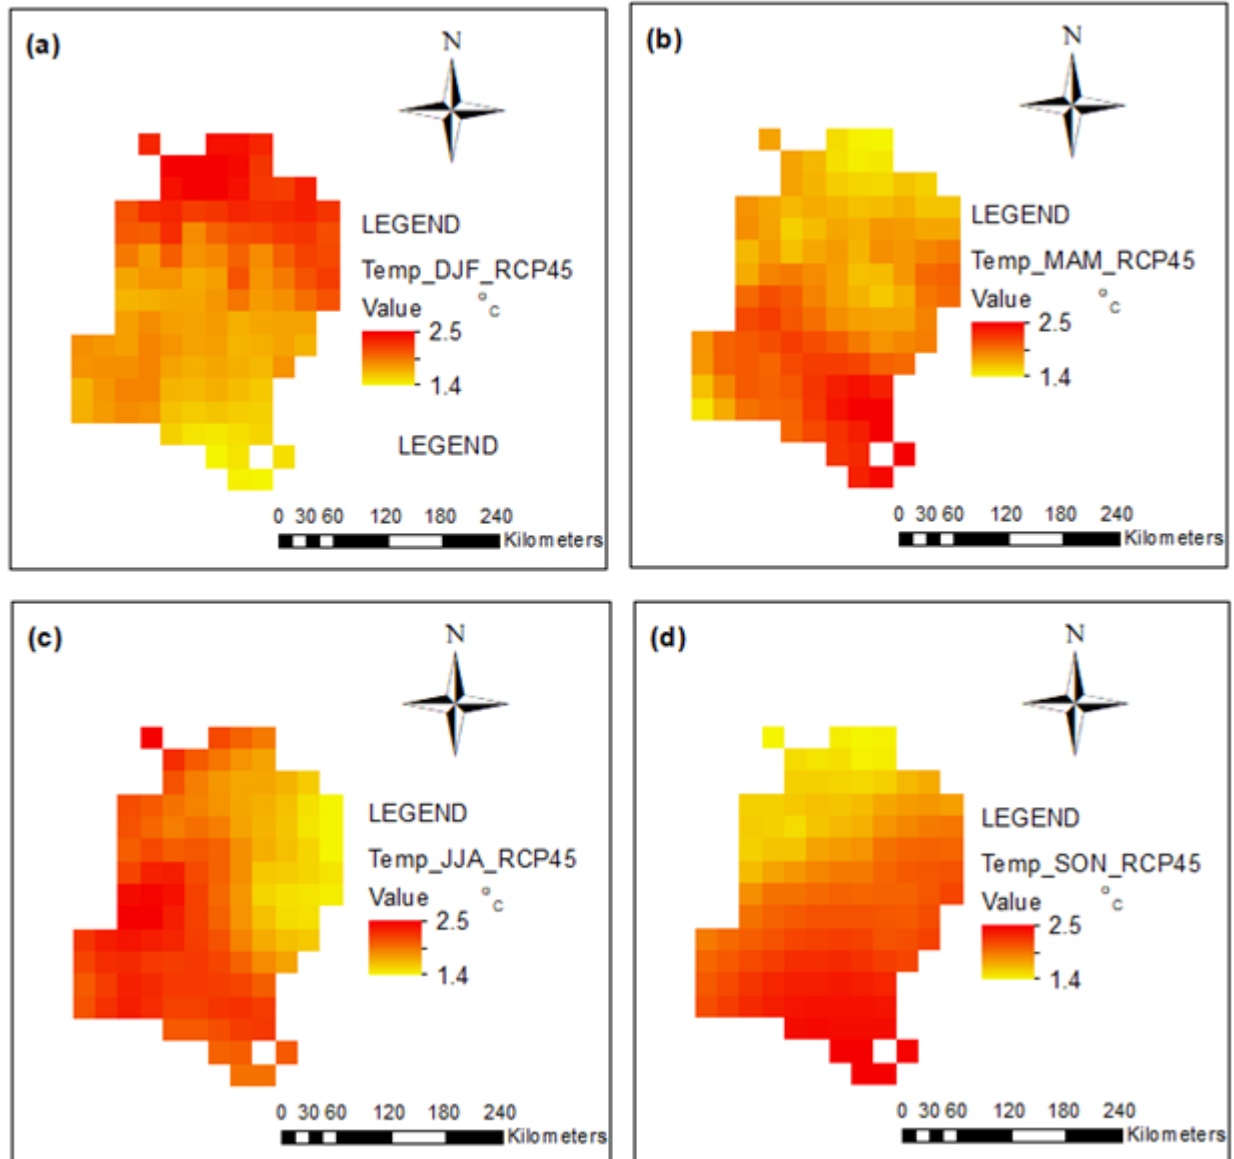 (a)
N
LEGEND
Temp_DJF_RCP45
Value °c
2.5
1.4
LEGEND
0 30 60 120 180 240
Kilometers
(b)
N
LEGEND
Temp_MAM_RCP45
Value °c
2.5
1.4
0 30 60 120 180 240
Kilometers
(c)
N
LEGEND
Temp_JJA_RCP45
Value °c
2.5
1.4
0 30 60 120 180 240
Kilometers
(d)
N
LEGEND
Temp_SON_RCP45
Value °c
2.5
1.4
0 30 60 120 180 240
Kilometers